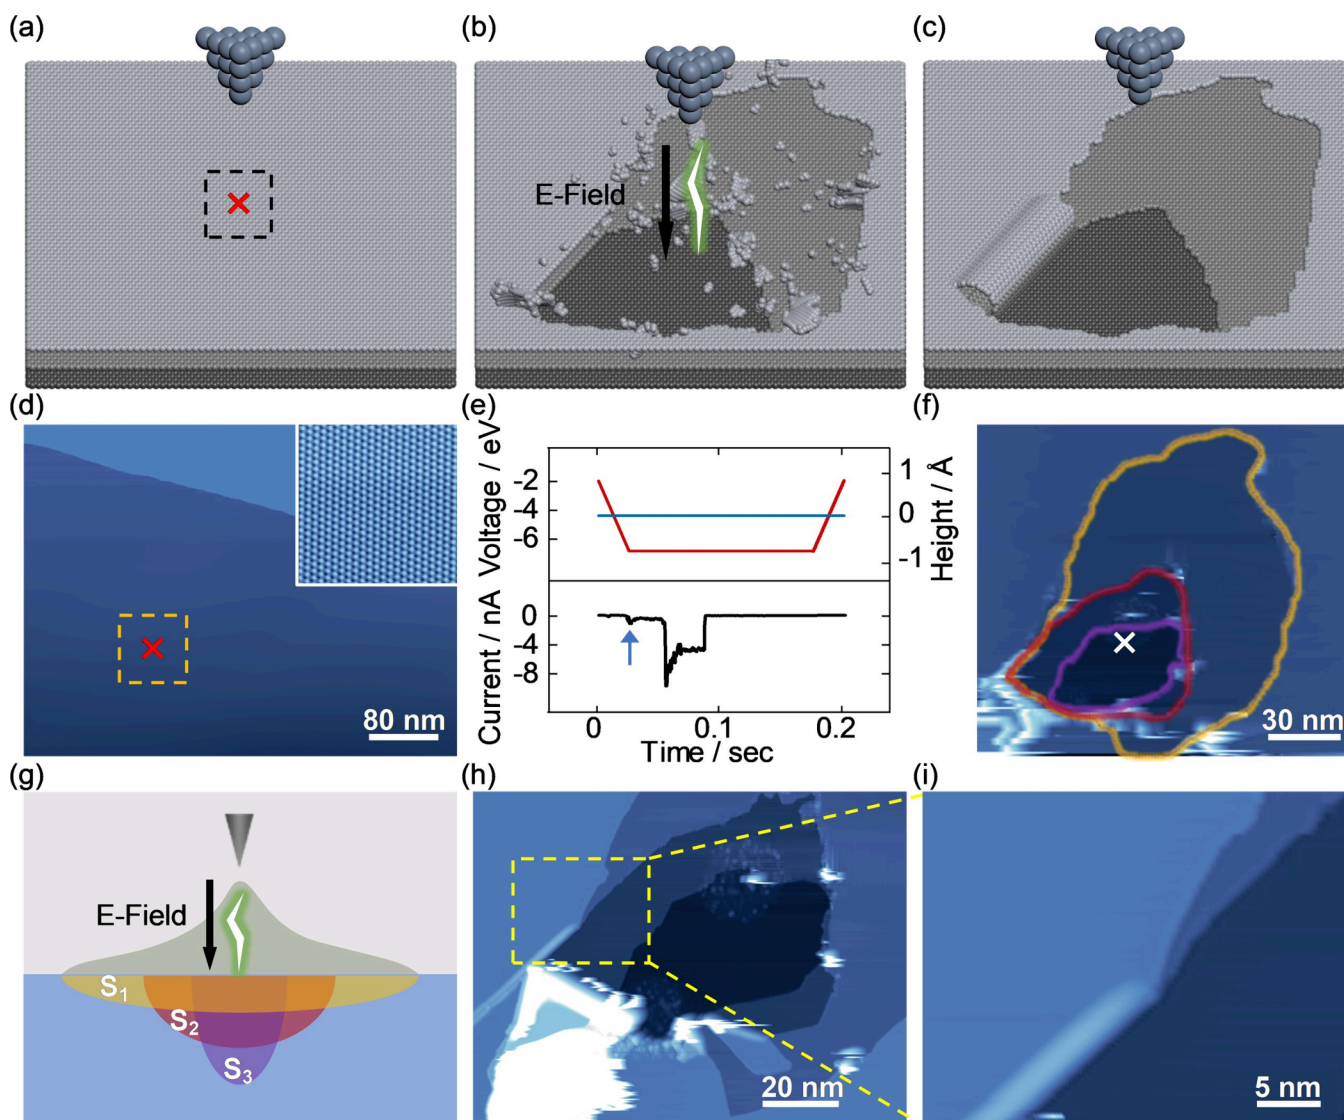 (a)
(b)
E-Field
(c)
(d)
80 nm
(e)
Voltage / eV
-2
-4
-6
1
0
-1
Height / Å
Current / nA
0
-4
-8
0
0.1
0.2
Time / sec
(f)
30 nm
(g)
E-Field
S₁
S₂
S₃
(h)
20 nm
(i)
5 nm